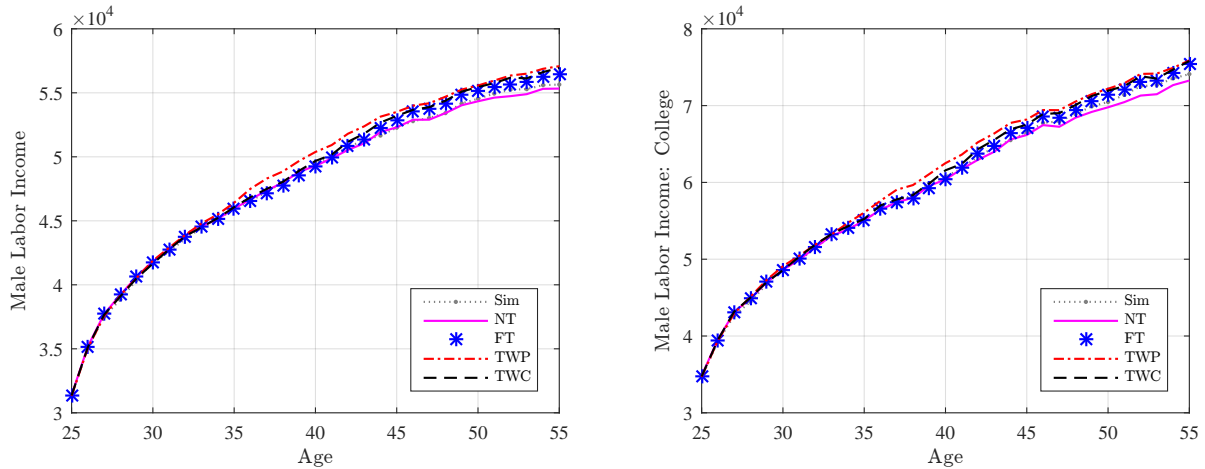 ×10⁴
6
5.5
5
4.5
4
3.5
3
25 30 35 40 45 50 55
Age
Male Labor Income
Sim
NT
FT
TWP
TWC
×10⁴
8
7
6
5
4
3
25 30 35 40 45 50 55
Age
Male Labor Income: College
Sim
NT
FT
TWP
TWC